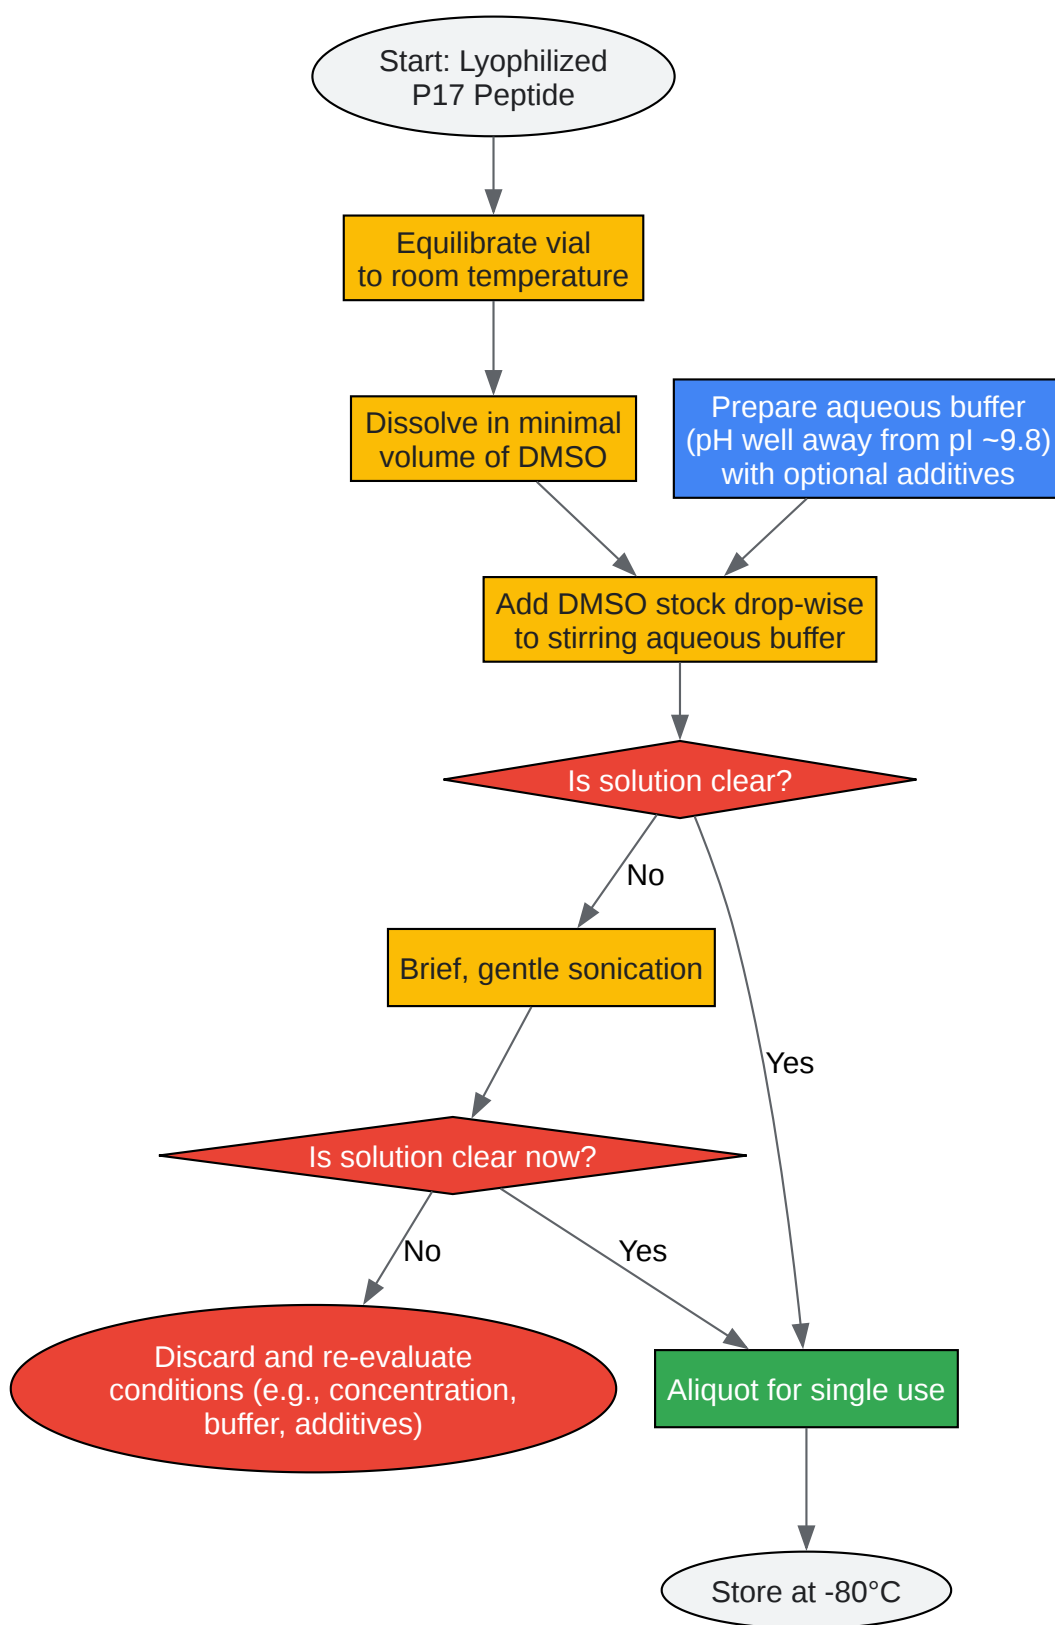 Start: Lyophilized
P17 Peptide
Equilibrate vial
to room temperature
Dissolve in minimal
volume of DMSO
Prepare aqueous buffer
(pH well away from pI ~9.8)
with optional additives
Add DMSO stock drop-wise
to stirring aqueous buffer
Is solution clear?
No
Brief, gentle sonication
Yes
Is solution clear now?
No
Yes
Discard and re-evaluate
conditions (e.g., concentration,
buffer, additives)
Aliquot for single use
Store at -80°C